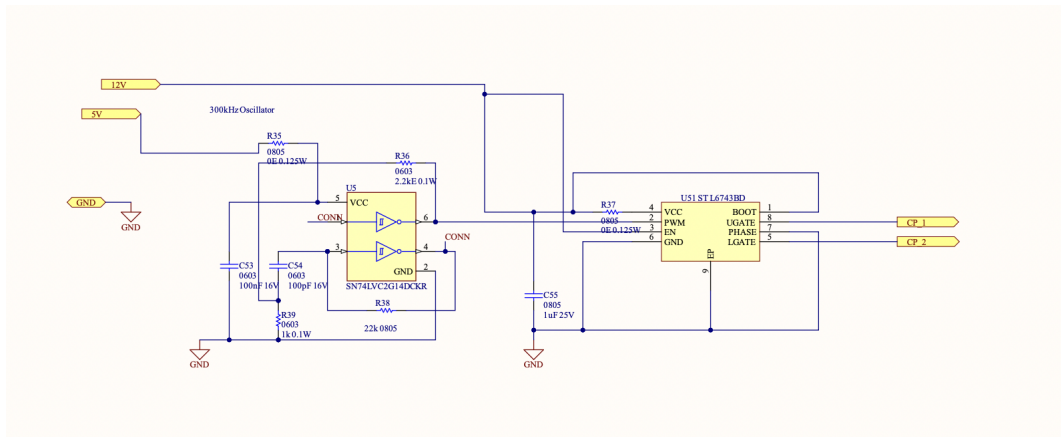 12V
300kHz Oscillator
5V
R35
0805
0E 0.125W
R36
0603
2.2kE 0.1W
U5
5
VCC
GND
GND
CONN
6
CONN
3
4
GND
2
SN74LVC2G14DCKR
C53
0603
100nF 16V
C54
0603
100pF 16V
R38
22k 0805
R39
0603
1k 0.1W
GND
R37
0805
0E 0.125W
U51 ST L6743BD
4
VCC
BOOT
1
2
PWM
UGATE
8
3
EN
PHASE
7
6
GND
LGATE
5
EP
9
CP_1
CP_2
C55
0805
1uF 25V
GND